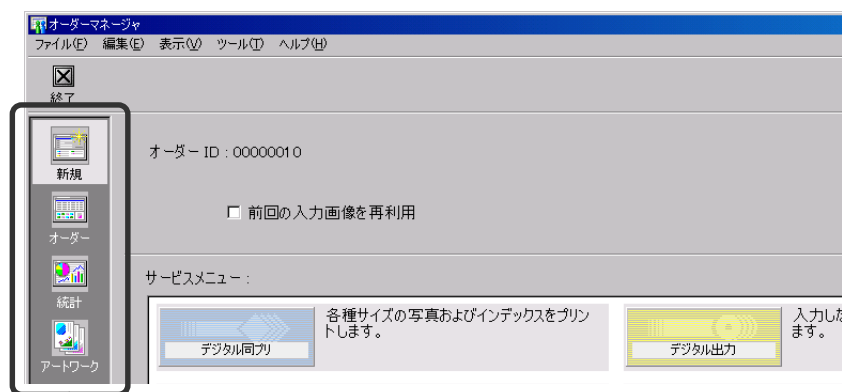 オーダーマネージャ
ファイル(F) 編集(E) 表示(V) ツール(T) ヘルプ(H)
終了
新規
オーダー
統計
アートワーク
オーダー ID : 00000010
前回の入力画像を再利用
サービスメニュー :
デジタル同プリ
各種サイズの写真およびインデックスをプリン
トします。
デジタル出力
入力した
ます。